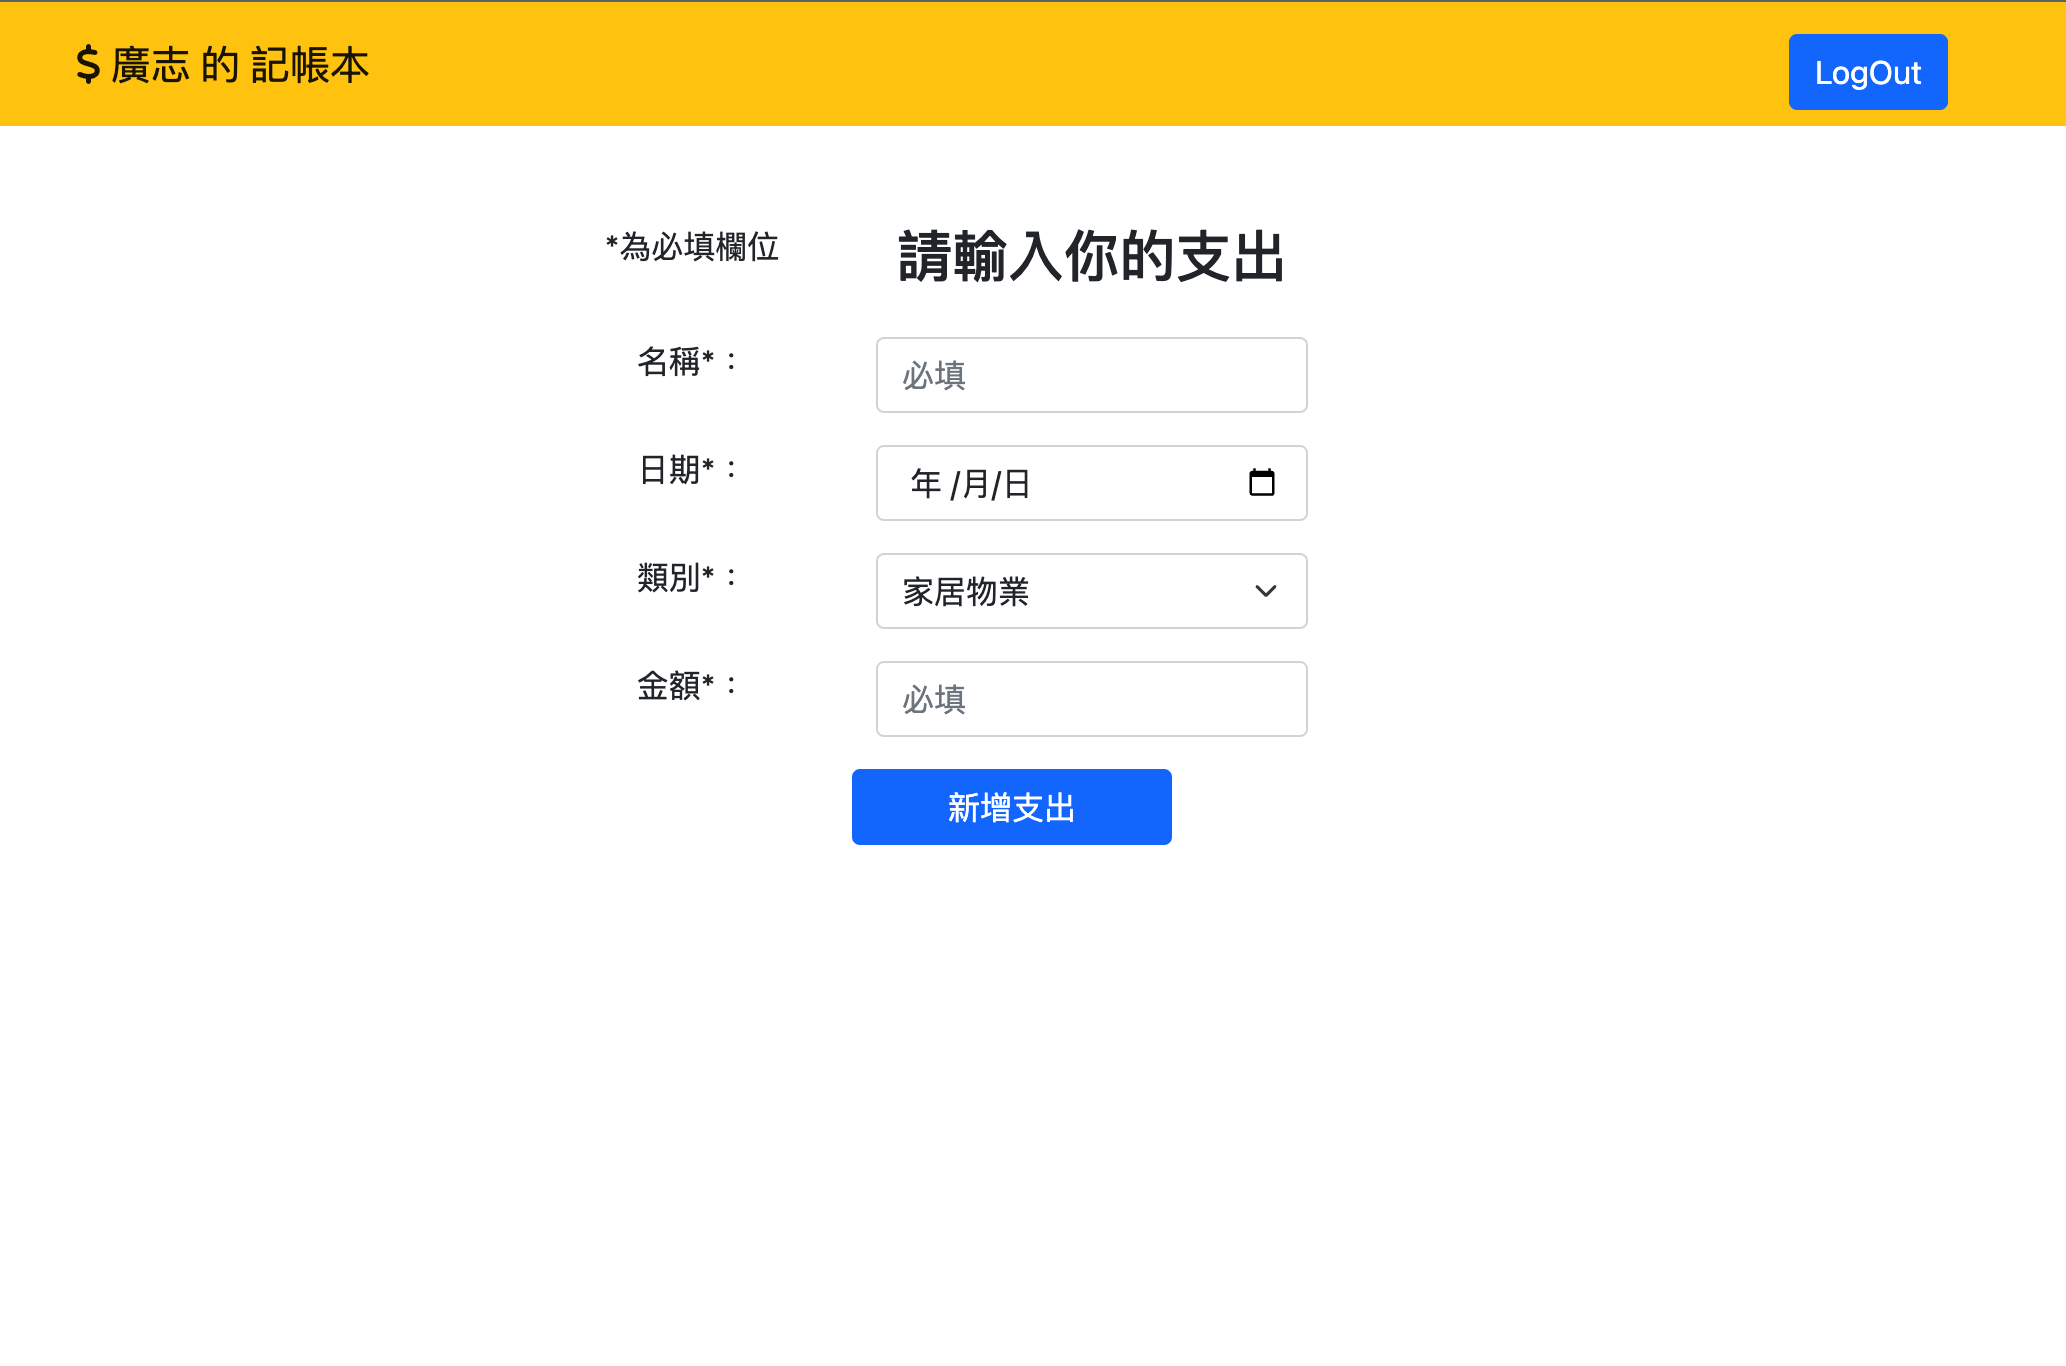 $ 廣志 的 記帳本
LogOut
*為必填欄位
請輸入你的支出
名稱*：
必填
日期*：
年 /月/日
類別*：
家居物業
金額*：
必填
新增支出